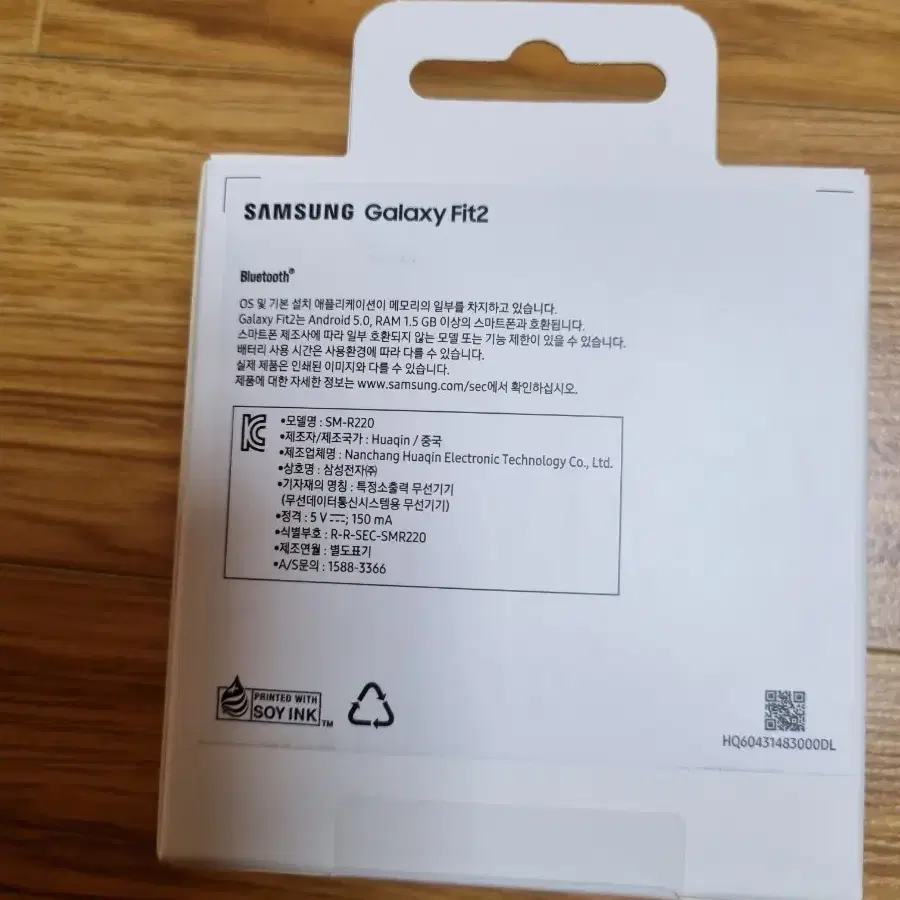 SAMSUNG Galaxy Fit2
Bluetooth®
OS 및 기본 설치 애플리케이션이 메모리의 일부를 차지하고 있습니다.
Galaxy Fit2는 Android 5.0, RAM 1.5 GB 이상의 스마트폰과 호환됩니다.
스마트폰 제조사에 따라 일부 호환되지 않는 모델 또는 기능 제한이 있을 수 있습니다.
배터리 사용 시간은 사용환경에 따라 다를 수 있습니다.
실제 제품은 인쇄된 이미지와 다를 수 있습니다.
제품에 대한 자세한 정보는 www.samsung.com/sec에서 확인하십시오.
•모델명 : SM-R220
•제조자/제조국가 : Huaqin / 중국
•제조업체명 : Nanchang Huaqin Electronic Technology Co., Ltd.
•상호명 : 삼성전자㈜
•기자재의 명칭 : 특정소출력 무선기기
(무선데이터통신시스템용 무선기기)
•정격 : 5 V ⎓; 150 mA
•식별부호 : R-R-SEC-SMR220
•제조연월 : 별도표기
•A/S문의 : 1588-3366
PRINTED WITH
SOY INK™
HQ60431483000DL